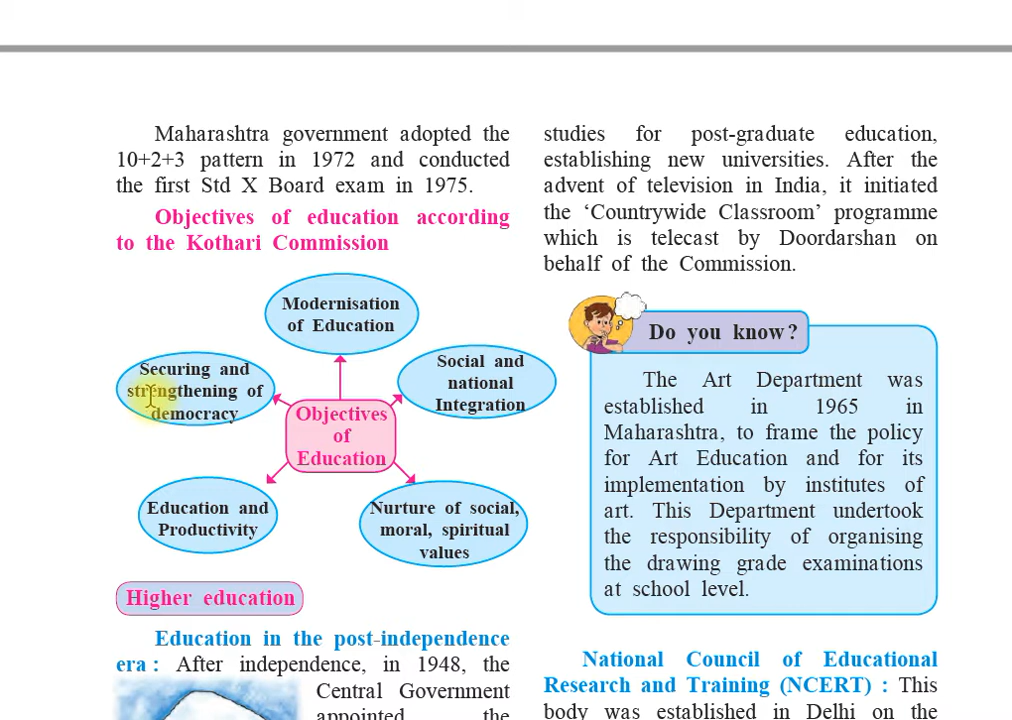 Maharashtra government adopted the
10+2+3 pattern in 1972 and conducted
the first Std X Board exam in 1975.
Objectives of education according
to the Kothari Commission
Modernisation
of Education
Securing and
strengthening of
democracy
Social and
national
Integration
Objectives
of
Education
Education and
Productivity
Nurture of social,
moral, spiritual
values
Higher education
Education in the post-independence
era : After independence, in 1948, the
Central Government
appointed the
studies for post-graduate education,
establishing new universities. After the
advent of television in India, it initiated
the ‘Countrywide Classroom’ programme
which is telecast by Doordarshan on
behalf of the Commission.
Do you know?
The Art Department was
established in 1965 in
Maharashtra, to frame the policy
for Art Education and for its
implementation by institutes of
art. This Department undertook
the responsibility of organising
the drawing grade examinations
at school level.
National Council of Educational
Research and Training (NCERT) : This
body was established in Delhi on the